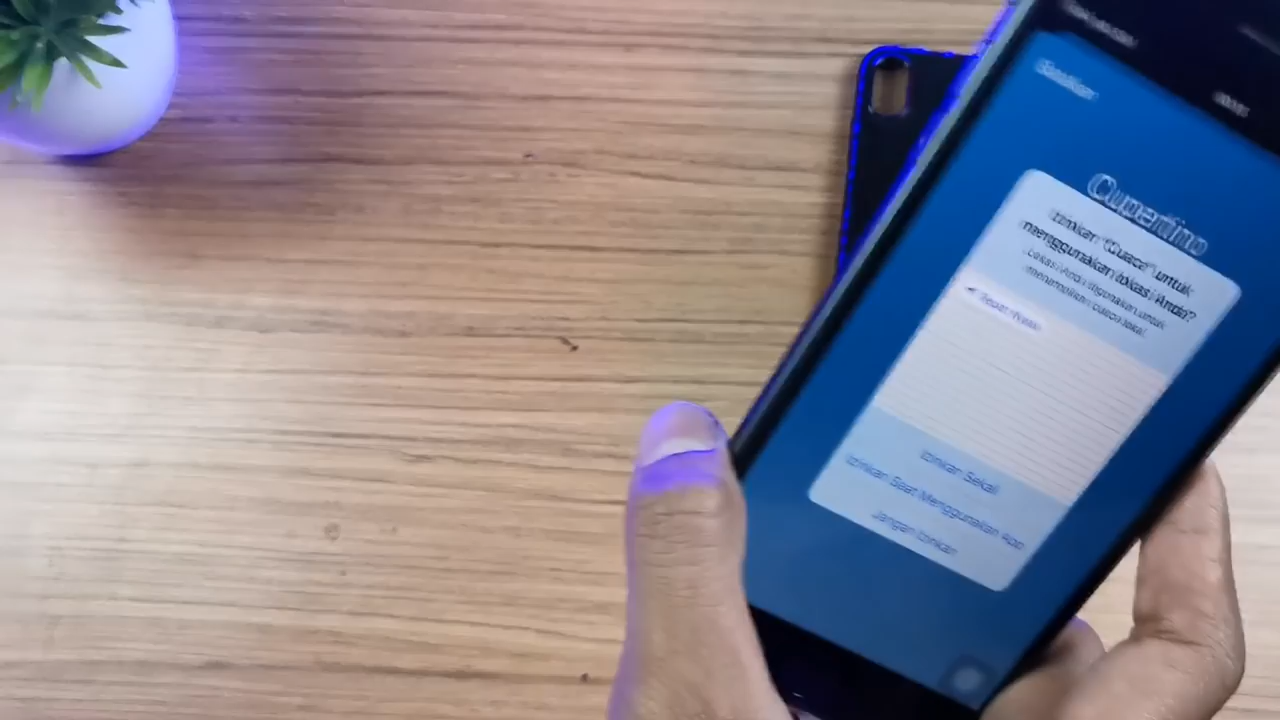 Cupertino
Izinkan "Cuaca" untuk
menggunakan lokasi Anda?
Lokasi Anda digunakan untuk
menampilkan cuaca lokal.
Izinkan Sekali
Izinkan Saat Menggunakan App
Jangan Izinkan